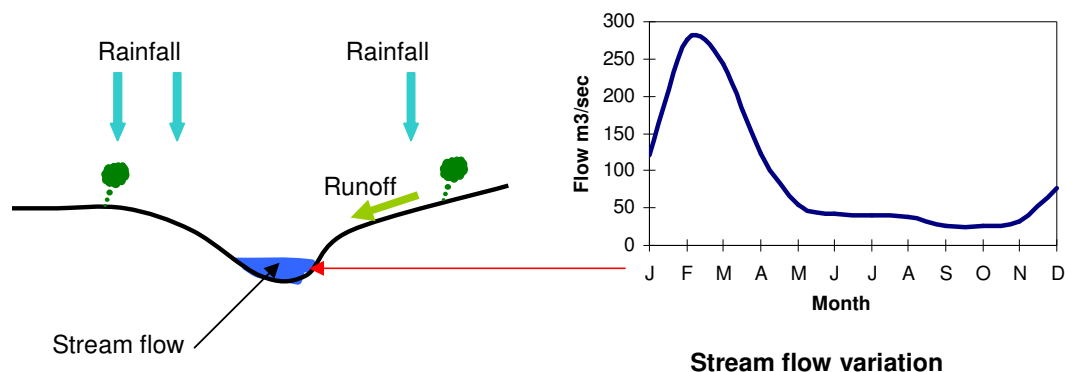 Rainfall
Rainfall
Runoff
Stream flow
Flow m3/sec
300
250
200
150
100
50
0
J F M A M J J A S O N D
Month
Stream flow variation